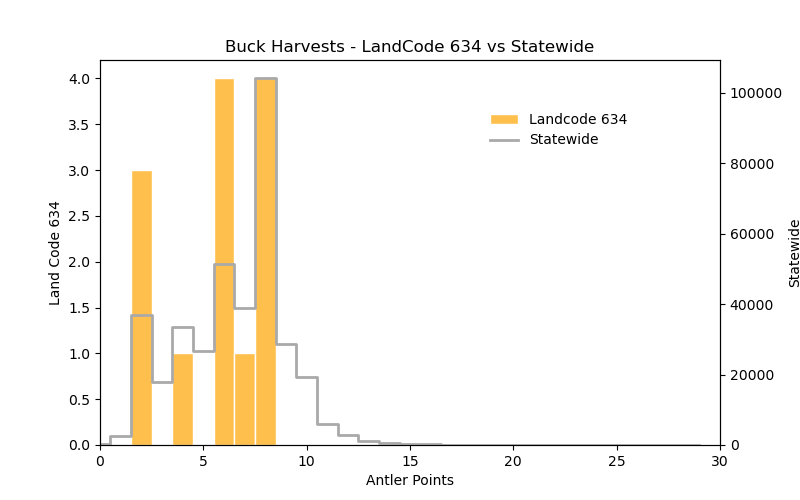 Buck Harvests - LandCode 634 vs Statewide
Land Code 634
4.0
3.5
3.0
2.5
2.0
1.5
1.0
0.5
0.0
Landcode 634
Statewide
100000
80000
60000
40000
20000
0
Statewide
0 5 10 15 20 25 30
Antler Points